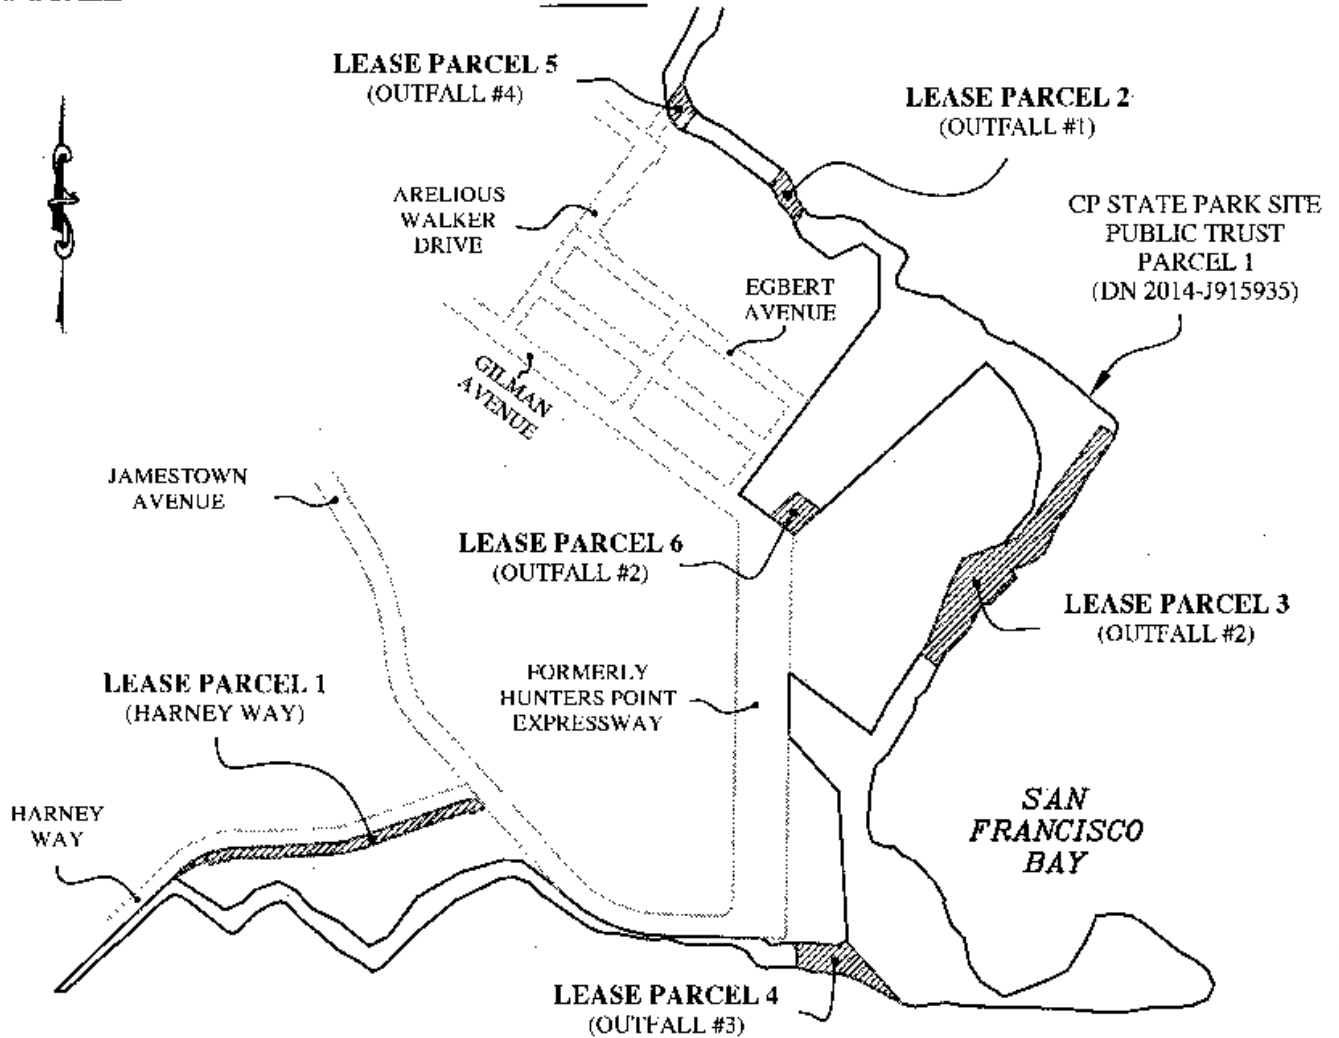 LEASE PARCEL 5
(OUTFALL #4)
LEASE PARCEL 2
(OUTFALL #1)
ARELIOUS
WALKER
DRIVE
CP STATE PARK SITE
PUBLIC TRUST
PARCEL 1
(DN 2014-J915935)
EGBERT
AVENUE
GILMAN
AVENUE
JAMESTOWN
AVENUE
LEASE PARCEL 6
(OUTFALL #2)
LEASE PARCEL 3
(OUTFALL #2)
FORMERLY
HUNTERS POINT
EXPRESSWAY
LEASE PARCEL 1
(HARNEY WAY)
HARNEY
WAY
SAN
FRANCISCO
BAY
LEASE PARCEL 4
(OUTFALL #3)